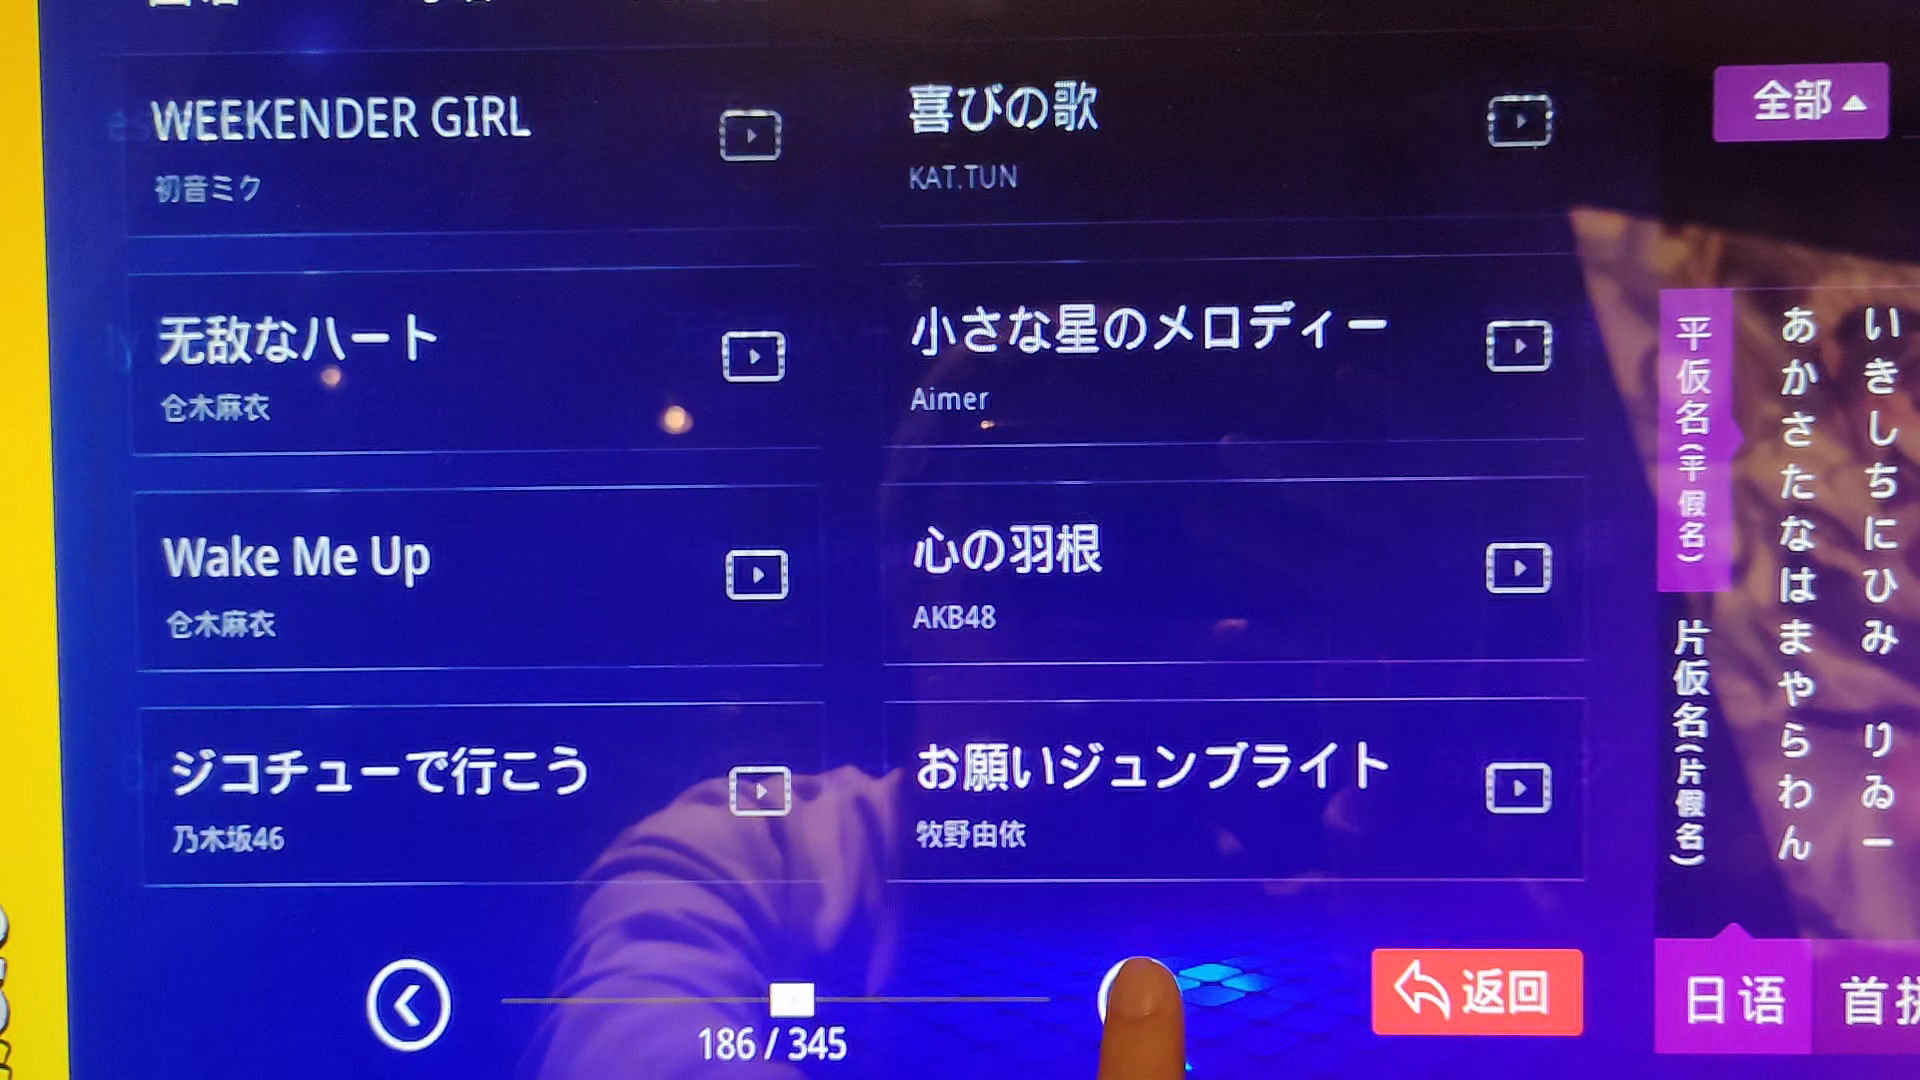 WEEKENDER GIRL
初音ミク
喜びの歌
KAT.TUN
无敌なハート
仓木麻衣
小さな星のメロディー
Aimer
Wake Me Up
仓木麻衣
心の羽根
AKB48
ジコチューで行こう
乃木坂46
お願いジュンブライト
牧野由依
186 / 345
返回
全部
平仮名(平假名)
片仮名(片假名)
あかさたなはまやらわん
いきしちにひみ りゐー
日语
首